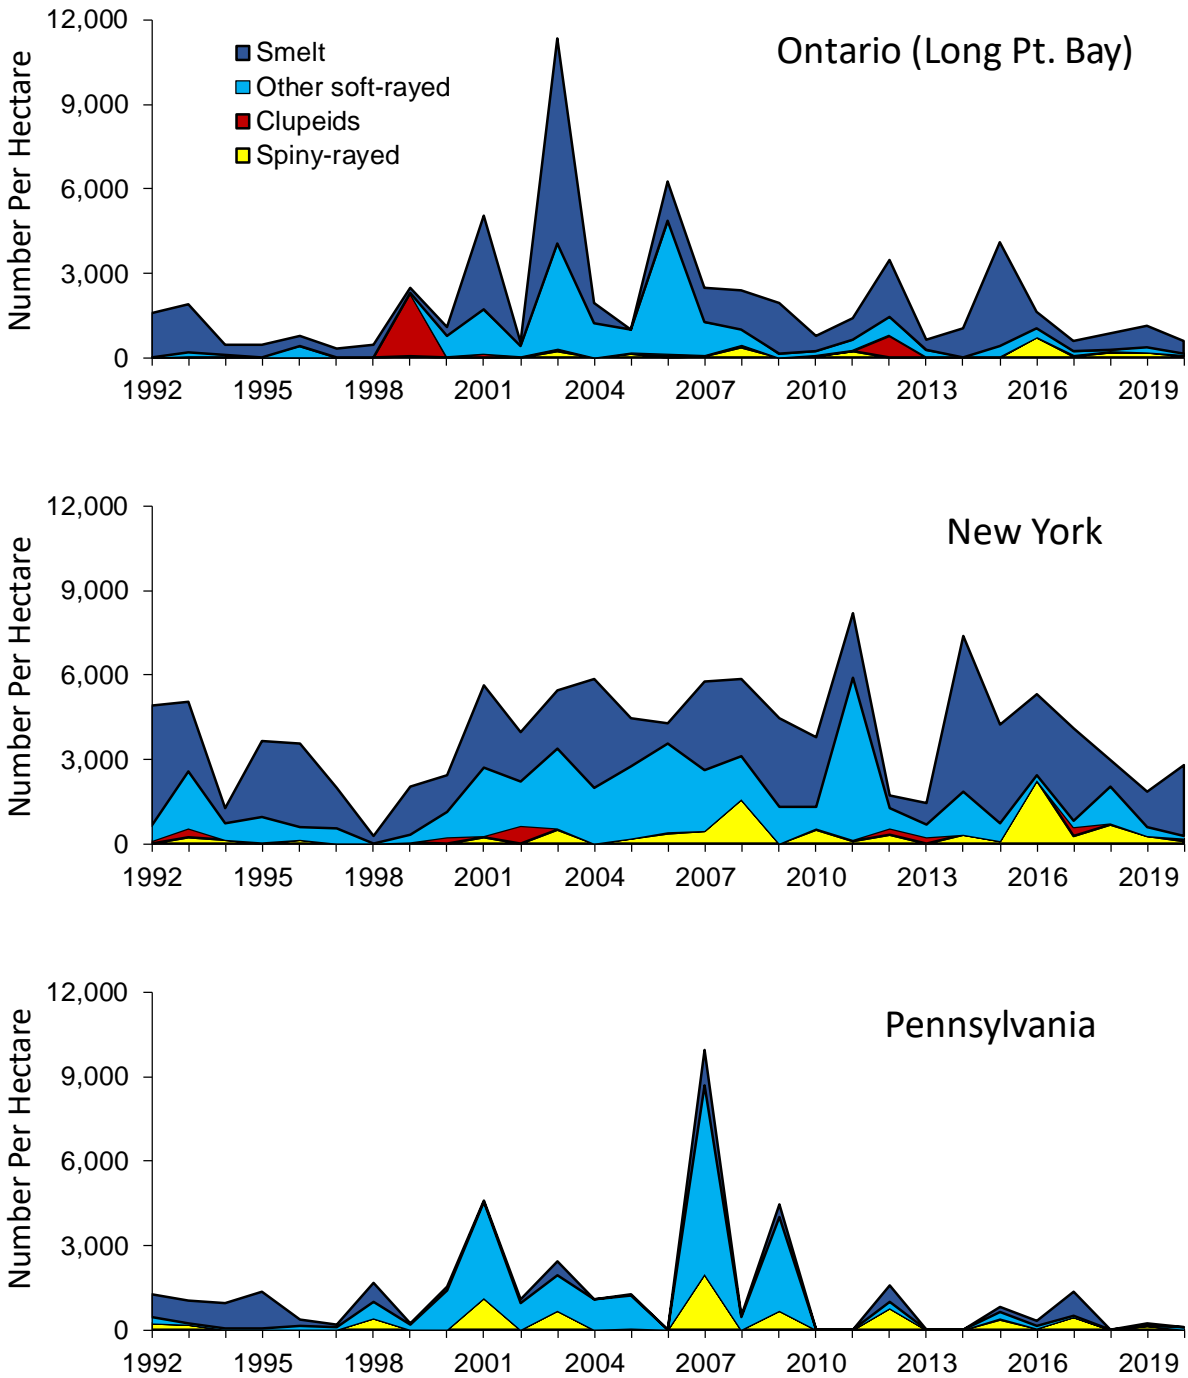 Ontario (Long Pt. Bay)
Number Per Hectare
12,000
9,000
6,000
3,000
0
Smelt
Other soft-rayed
Clupeids
Spiny-rayed
1992 1995 1998 2001 2004 2007 2010 2013 2016 2019
New York
Number Per Hectare
12,000
9,000
6,000
3,000
0
1992 1995 1998 2001 2004 2007 2010 2013 2016 2019
Pennsylvania
Number Per Hectare
12,000
9,000
6,000
3,000
0
1992 1995 1998 2001 2004 2007 2010 2013 2016 2019